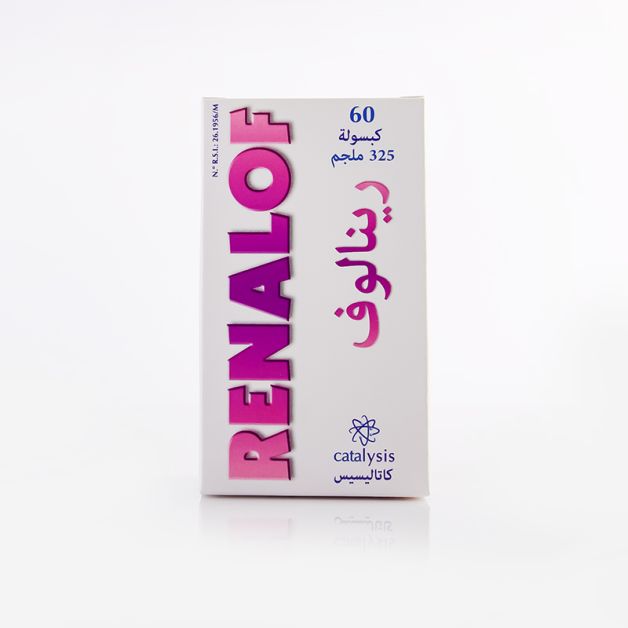 N.º R.S.I.: 26.1956/M
RENALOF
60
كبسولة
325 ملجم
رينالوف
catalysis
كاتاليسيس